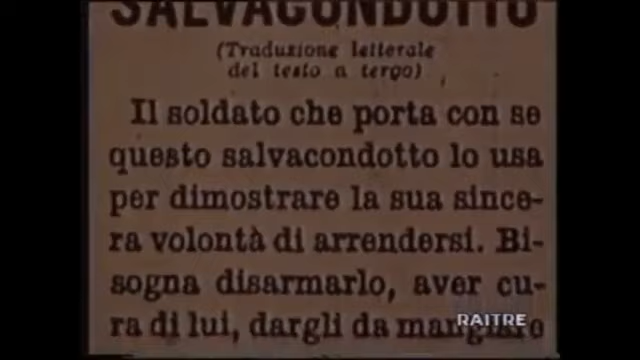 SALVACONDOTTO
(Traduzione letterale
del testo a tergo)
Il soldato che porta con se
questo salvacondotto lo usa
per dimostrare la sua since-
ra volontà di arrendersi. Bi-
sogna disarmarlo, aver cu-
ra di lui, dargli da mangiare
RAITRE